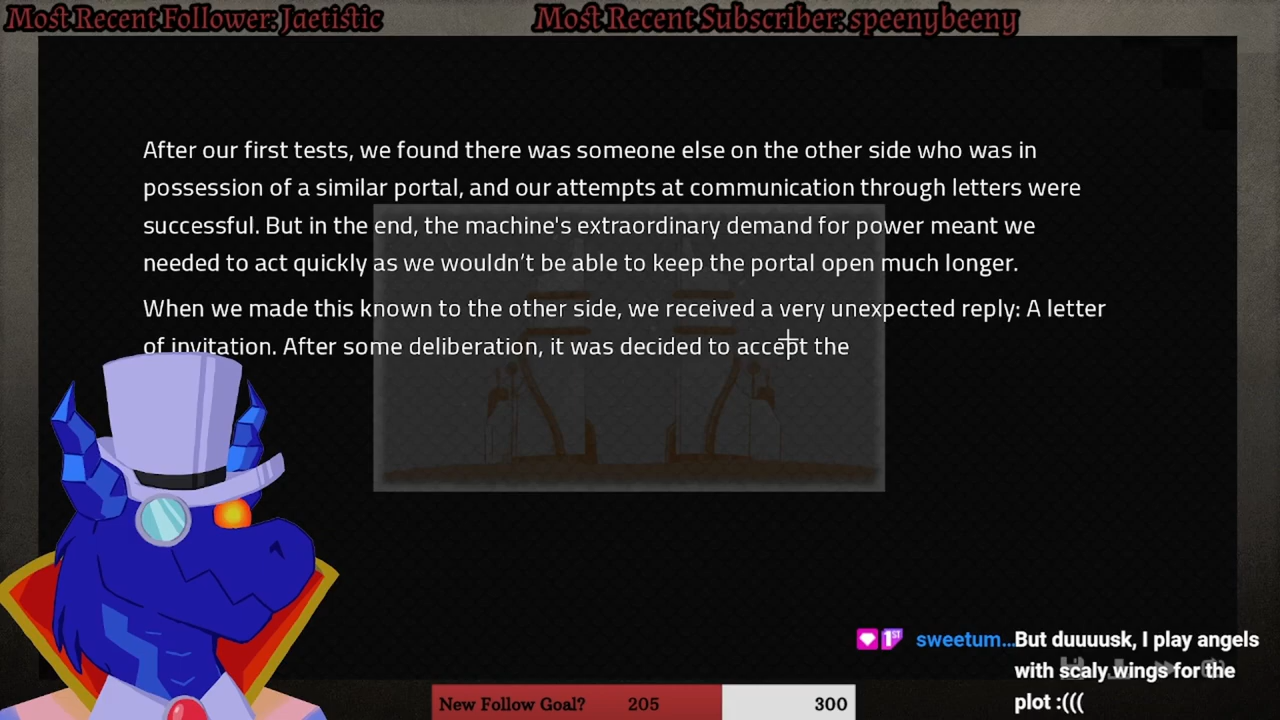 Most Recent Follower: Jaetistic
Most Recent Subscriber: speenybeeny
After our first tests, we found there was someone else on the other side who was in
possession of a similar portal, and our attempts at communication through letters were
successful. But in the end, the machine's extraordinary demand for power meant we
needed to act quickly as we wouldn’t be able to keep the portal open much longer.
When we made this known to the other side, we received a very unexpected reply: A letter
of invitation. After some deliberation, it was decided to accept the
1ST sweetum... But duuuusk, I play angels
with scaly wings for the
plot :(((
New Follow Goal? 205 300